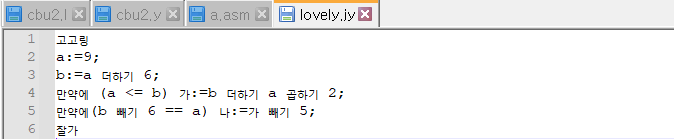 cbu2.l cbu2.y a.asm lovely.jy
1 고고링
2 a:=9;
3 b:=a 더하기 6;
4 만약에 (a <= b) 가:=b 더하기 a 곱하기 2;
5 만약에(b 빼기 6 == a) 나:=가 빼기 5;
6 잘가